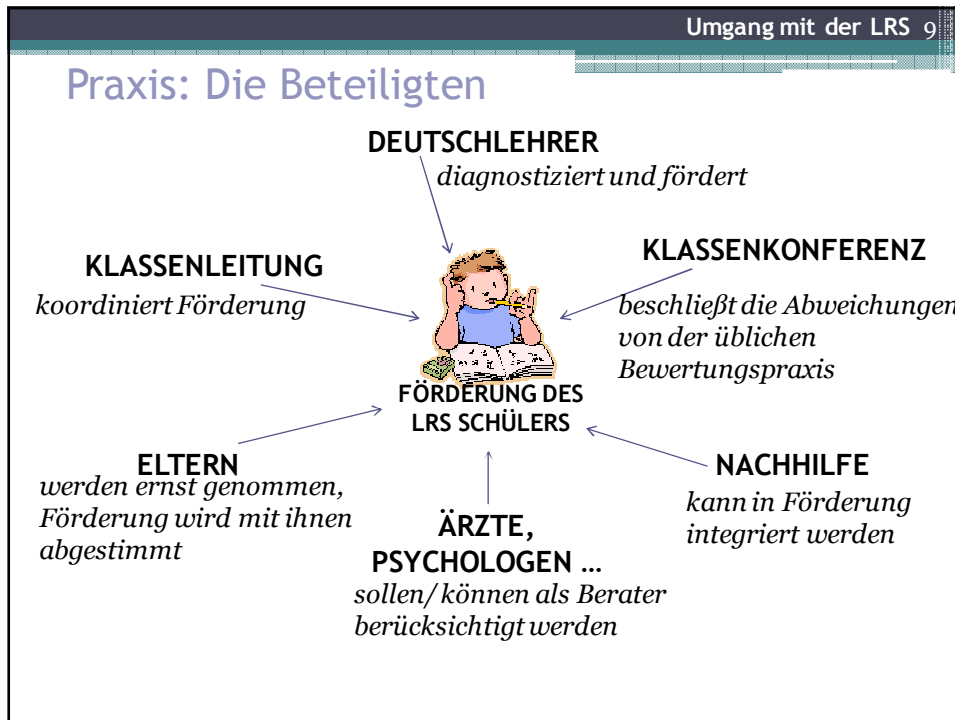 Umgang mit der LRS 9
Praxis: Die Beteiligten
DEUTSCHLEHRER
diagnostiziert und fördert
KLASSENLEITUNG
koordiniert Förderung
KLASSENKONFERENZ
beschließt die Abweichungen
von der üblichen
Bewertungspraxis
FÖRDERUNG DES
LRS SCHÜLERS
ELTERN
werden ernst genommen,
Förderung wird mit ihnen
abgestimmt
ÄRZTE,
PSYCHOLOGEN …
sollen/können als Berater
berücksichtigt werden
NACHHILFE
kann in Förderung
integriert werden